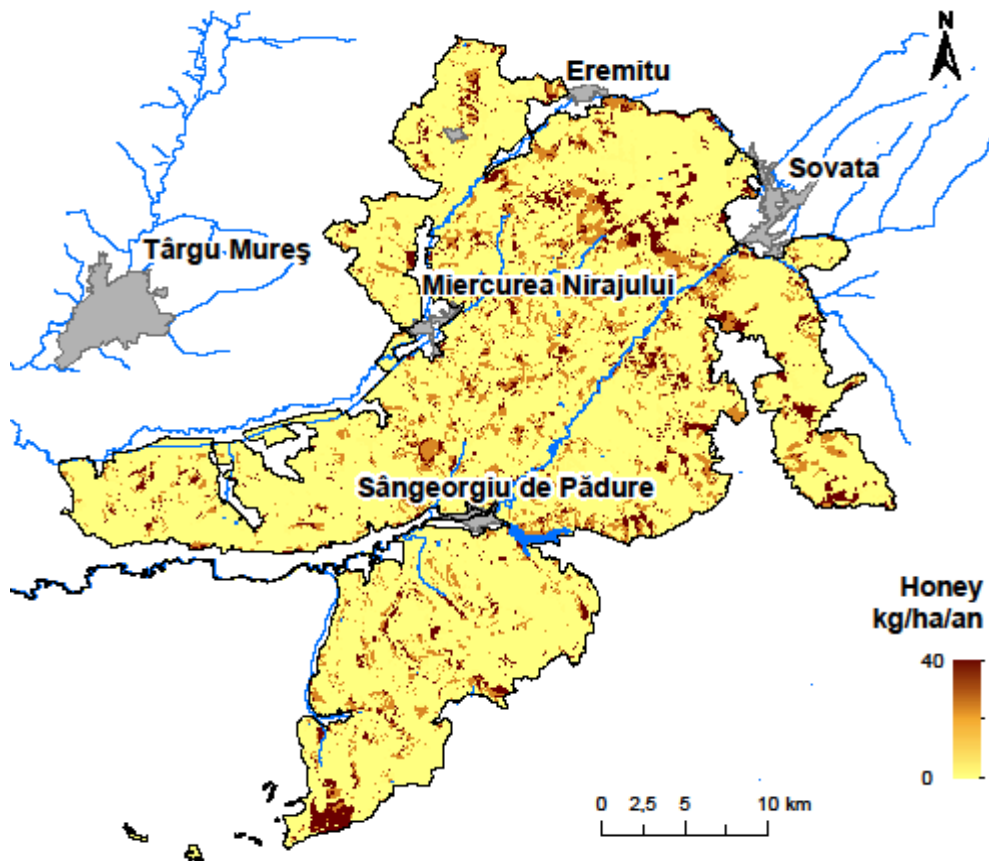 N
Eremitu
Sovata
Târgu Mureş
Miercurea Nirajului
Sângeorgiu de Pădure
Honey
kg/ha/an
40
0
0 2,5 5 10 km